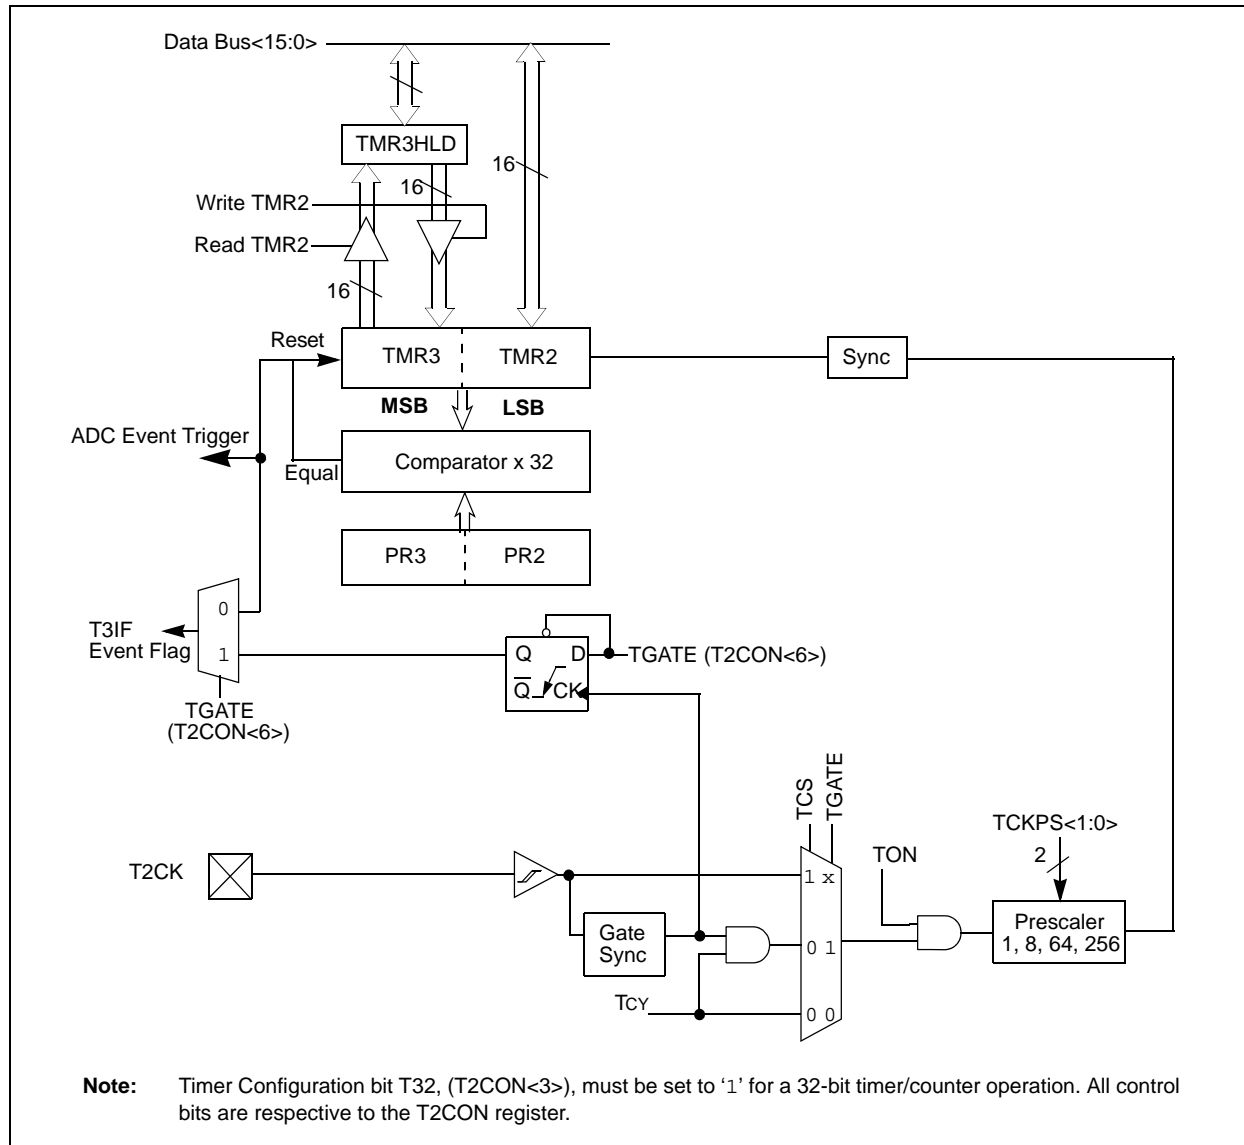 Data Bus<15:0>
TMR3HLD
16
16
Write TMR2
Read TMR2
16
Reset
TMR3
TMR2
Sync
MSB
LSB
ADC Event Trigger
Equal
Comparator x 32
PR3
PR2
0
T3IF
Event Flag
1
Q
D
TGATE (T2CON<6>)
Q
CK
TGATE
(T2CON<6>)
TCS
TGATE
TCKPS<1:0>
2
TON
T2CK
1 x
Gate
Sync
0 1
Prescaler
1, 8, 64, 256
TCY
0 0
Note: Timer Configuration bit T32, (T2CON<3>), must be set to ‘1’ for a 32-bit timer/counter operation. All control
bits are respective to the T2CON register.